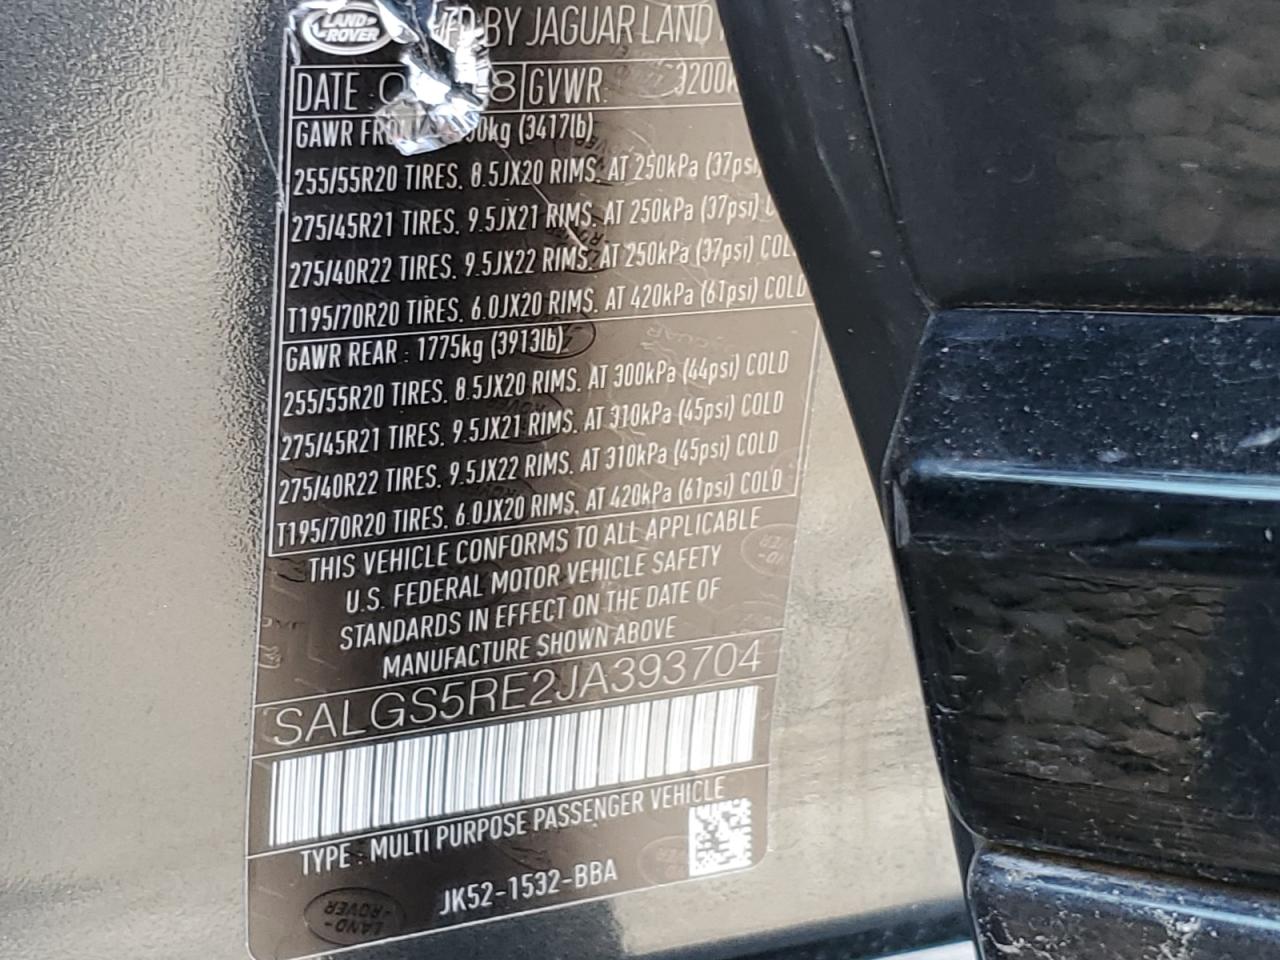 LAND- -ROVER
MFD BY JAGUAR LAND
DATE : GVWR: 3200k
GAWR FRONT 0kg (3417lb)
255/55R20 TIRES. 8.5JX20 RIMS. AT 250kPa (37psi
275/45R21 TIRES. 9.5JX21 RIMS. AT 250kPa (37psi)
275/40R22 TIRES. 9.5JX22 RIMS. AT 250kPa (37psi) COL
T195/70R20 TIRES. 6.0JX20 RIMS. AT 420kPa (61psi) COLD
GAWR REAR : 1775kg (3913lb)
255/55R20 TIRES. 8.5JX20 RIMS. AT 300kPa (44psi) COLD
275/45R21 TIRES. 9.5JX21 RIMS. AT 310kPa (45psi) COLD
275/40R22 TIRES. 9.5JX22 RIMS. AT 310kPa (45psi) COLD
T195/70R20 TIRES. 6.0JX20 RIMS. AT 420kPa (61psi) COLD
THIS VEHICLE CONFORMS TO ALL APPLICABLE
U.S. FEDERAL MOTOR VEHICLE SAFETY
STANDARDS IN EFFECT ON THE DATE OF
MANUFACTURE SHOWN ABOVE
SALGS5RE2JA393704
TYPE : MULTI PURPOSE PASSENGER VEHICLE
JK52-1532-BBA
LAND- -ROVER